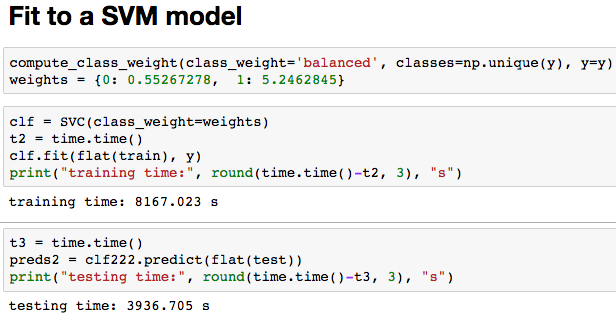 Fit to a SVM model
compute_class_weight(class_weight='balanced', classes=np.unique(y), y=y)
weights = {0: 0.55267278,  1: 5.2462845}
clf = SVC(class_weight=weights)
t2 = time.time()
clf.fit(flat(train), y)
print("training time:", round(time.time()-t2, 3), "s")
training time: 8167.023 s
t3 = time.time()
preds2 = clf222.predict(flat(test))
print("testing time:", round(time.time()-t3, 3), "s")
testing time: 3936.705 s